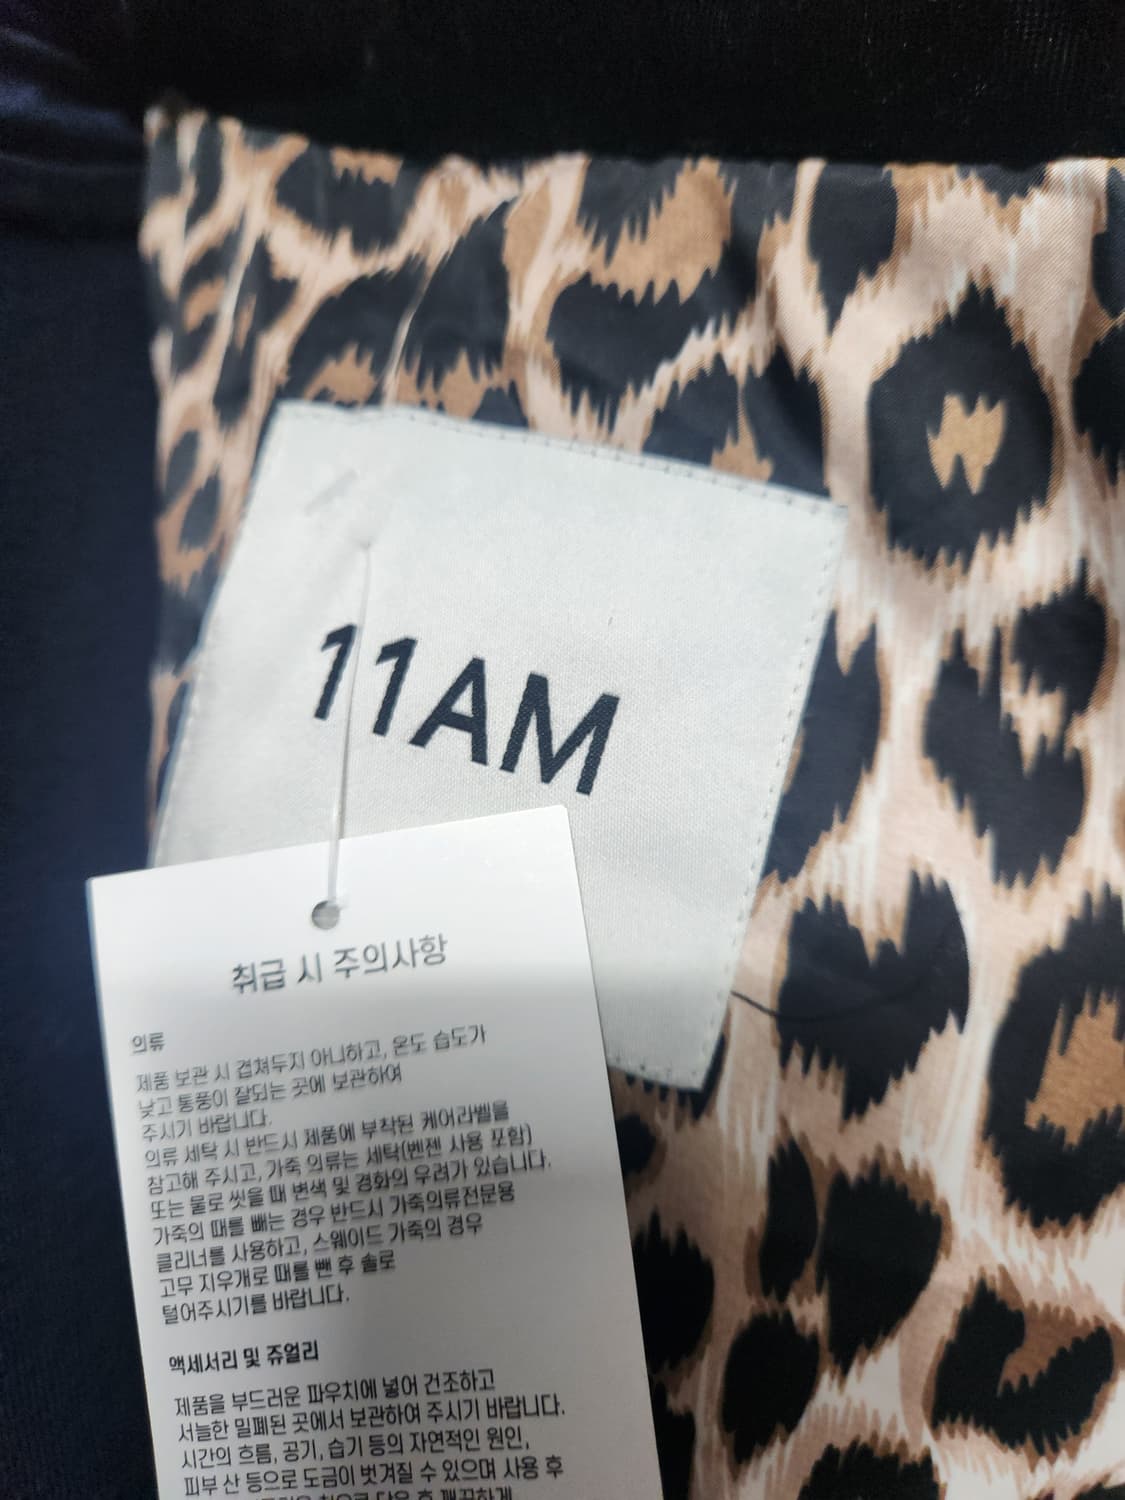 11AM
취급 시 주의사항
의류
제품 보관 시 겹쳐두지 아니하고, 온도 습도가
낮고 통풍이 잘되는 곳에 보관하여
주시기 바랍니다.
의류 세탁 시 반드시 제품에 부착된 케어라벨을
참고해 주시고, 가죽 의류는 세탁(벤젠 사용 포함)
또는 물로 씻을 때 변색 및 경화의 우려가 있습니다.
가죽의 때를 빼는 경우 반드시 가죽의류전문용
클리너를 사용하고, 스웨이드 가죽의 경우
고무 지우개로 때를 뺀 후 솔로
털어주시기를 바랍니다.
액세서리 및 쥬얼리
제품을 부드러운 파우치에 넣어 건조하고
서늘한 밀폐된 곳에서 보관하여 주시기 바랍니다.
시간의 흐름, 공기, 습기 등의 자연적인 원인,
피부 산 등으로 도금이 벗겨질 수 있으며 사용 후